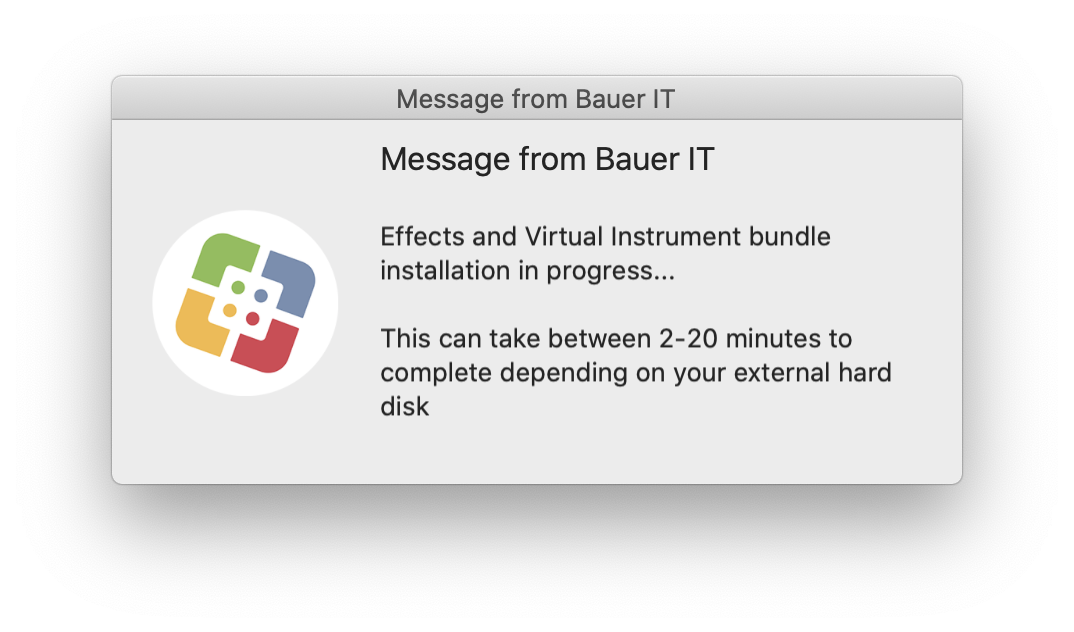 Message from Bauer IT
Message from Bauer IT
Effects and Virtual Instrument bundle
installation in progress...
This can take between 2-20 minutes to
complete depending on your external hard
disk